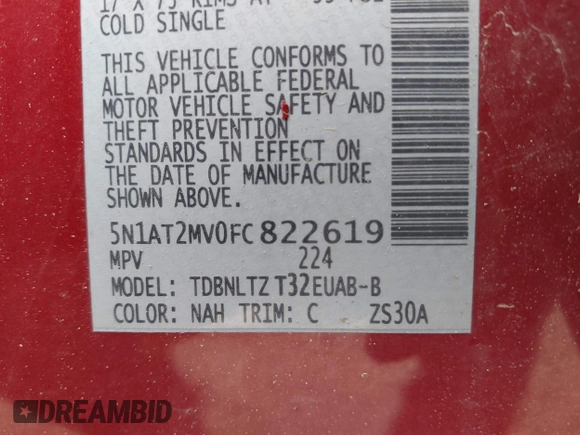 COLD SINGLE
THIS VEHICLE CONFORMS TO
ALL APPLICABLE FEDERAL
MOTOR VEHICLE SAFETY AND
THEFT PREVENTION
STANDARDS IN EFFECT ON
THE DATE OF MANUFACTURE
SHOWN ABOVE.
5N1AT2MV0FC822619
MPV 224
MODEL: TDBNLTZ T32EUAB-B
COLOR: NAH TRIM: C ZS30A
DREAMBID